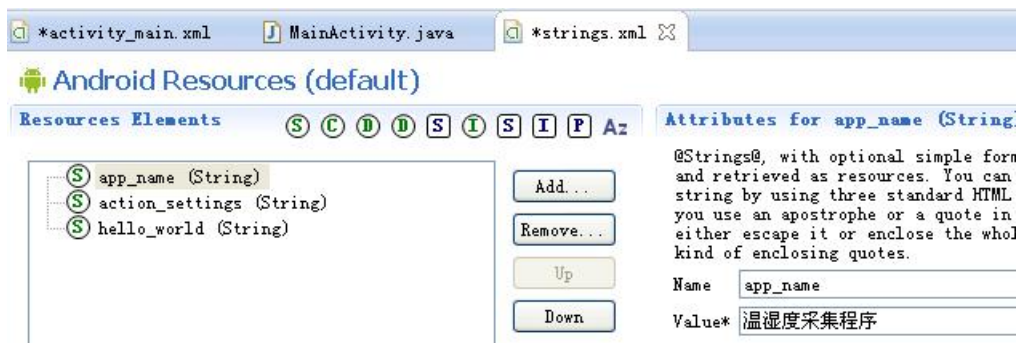 *activity_main.xml
MainActivity.java
*strings.xml
Android Resources (default)
Resources Elements
S C D D S I S I P Az
S app_name (String)
S action_settings (String)
S hello_world (String)
Add...
Remove...
Up
Down
Attributes for app_name (String)
@Strings@, with optional simple form
and retrieved as resources. You can
string by using three standard HTML
you use an apostrophe or a quote in
either escape it or enclose the whol
kind of enclosing quotes.
Name app_name
Value* 温湿度采集程序